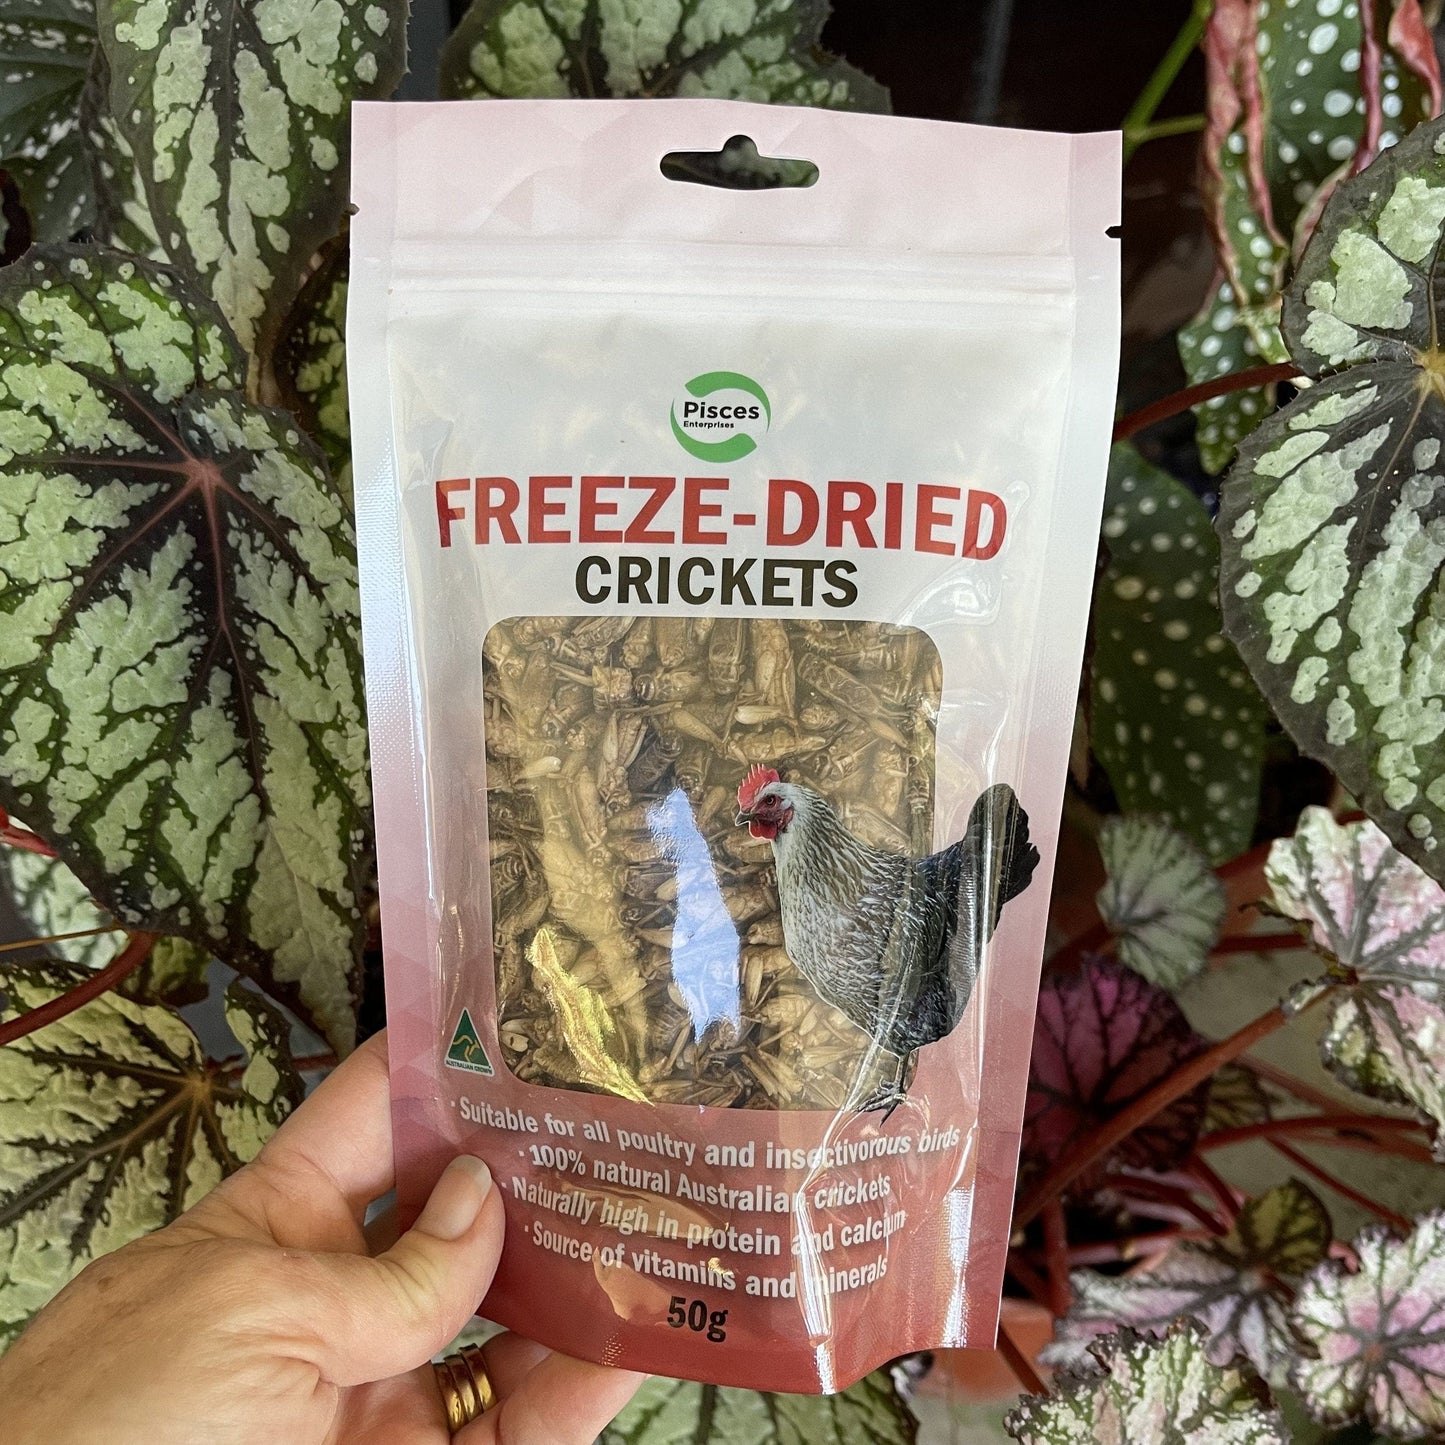 Pisces
Enterprises
FREEZE-DRIED
CRICKETS
AUSTRALIAN GROWN
· Suitable for all poultry and insectivorous birds
· 100% natural Australian crickets
· Naturally high in protein and calcium
· Source of vitamins and minerals
50g